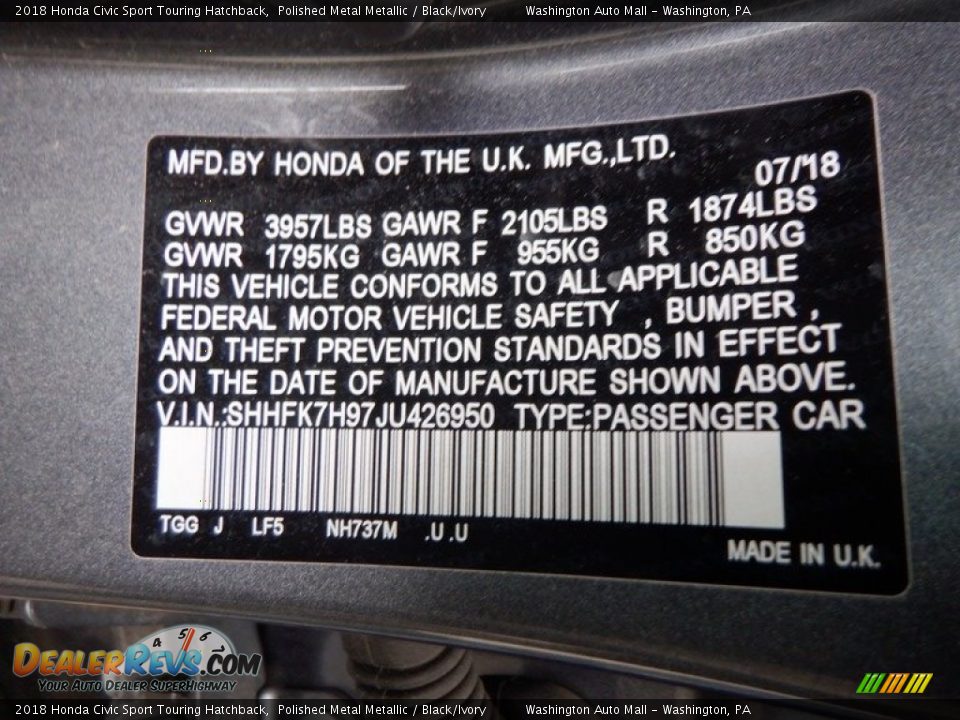 2018 Honda Civic Sport Touring Hatchback, Polished Metal Metallic / Black/Ivory Washington Auto Mall - Washington, PA
MFD.BY HONDA OF THE U.K. MFG.,LTD.
07/18
GVWR 3957LBS GAWR F 2105LBS R 1874LBS
GVWR 1795KG GAWR F 955KG R 850KG
THIS VEHICLE CONFORMS TO ALL APPLICABLE
FEDERAL MOTOR VEHICLE SAFETY , BUMPER ,
AND THEFT PREVENTION STANDARDS IN EFFECT
ON THE DATE OF MANUFACTURE SHOWN ABOVE.
V.I.N.:SHHFK7H97JU426950 TYPE:PASSENGER CAR
TGG J LF5 NH737M .U .U
MADE IN U.K.
4 5 6
DealerRevs.com
Your Auto Dealer SuperHighway
2018 Honda Civic Sport Touring Hatchback, Polished Metal Metallic / Black/Ivory Washington Auto Mall - Washington, PA